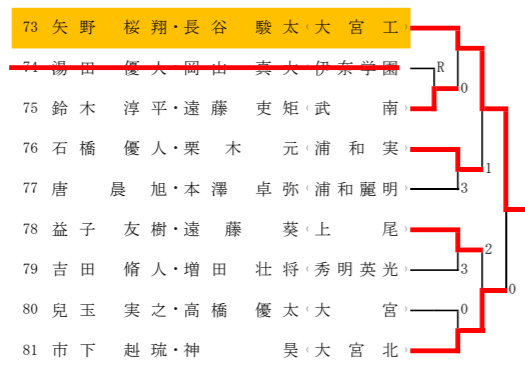 73 矢野 桜翔・長谷 駿太(大宮工)
74 湯田 優人・岡山 真大(伊奈学園)
R
0
75 鈴木 淳平・遠藤 吏矩(武南)
76 石橋 優人・栗木 元(浦和実)
1
77 唐 晨旭・本澤 卓弥(浦和麗明)
3
78 益子 友樹・遠藤 葵(上尾)
2
79 吉田 脩人・増田 壮将(秀明英光)
3
0
80 兒玉 実之・高橋 優太(大宮)
0
81 市下 赳琉・神 昊(大宮北)